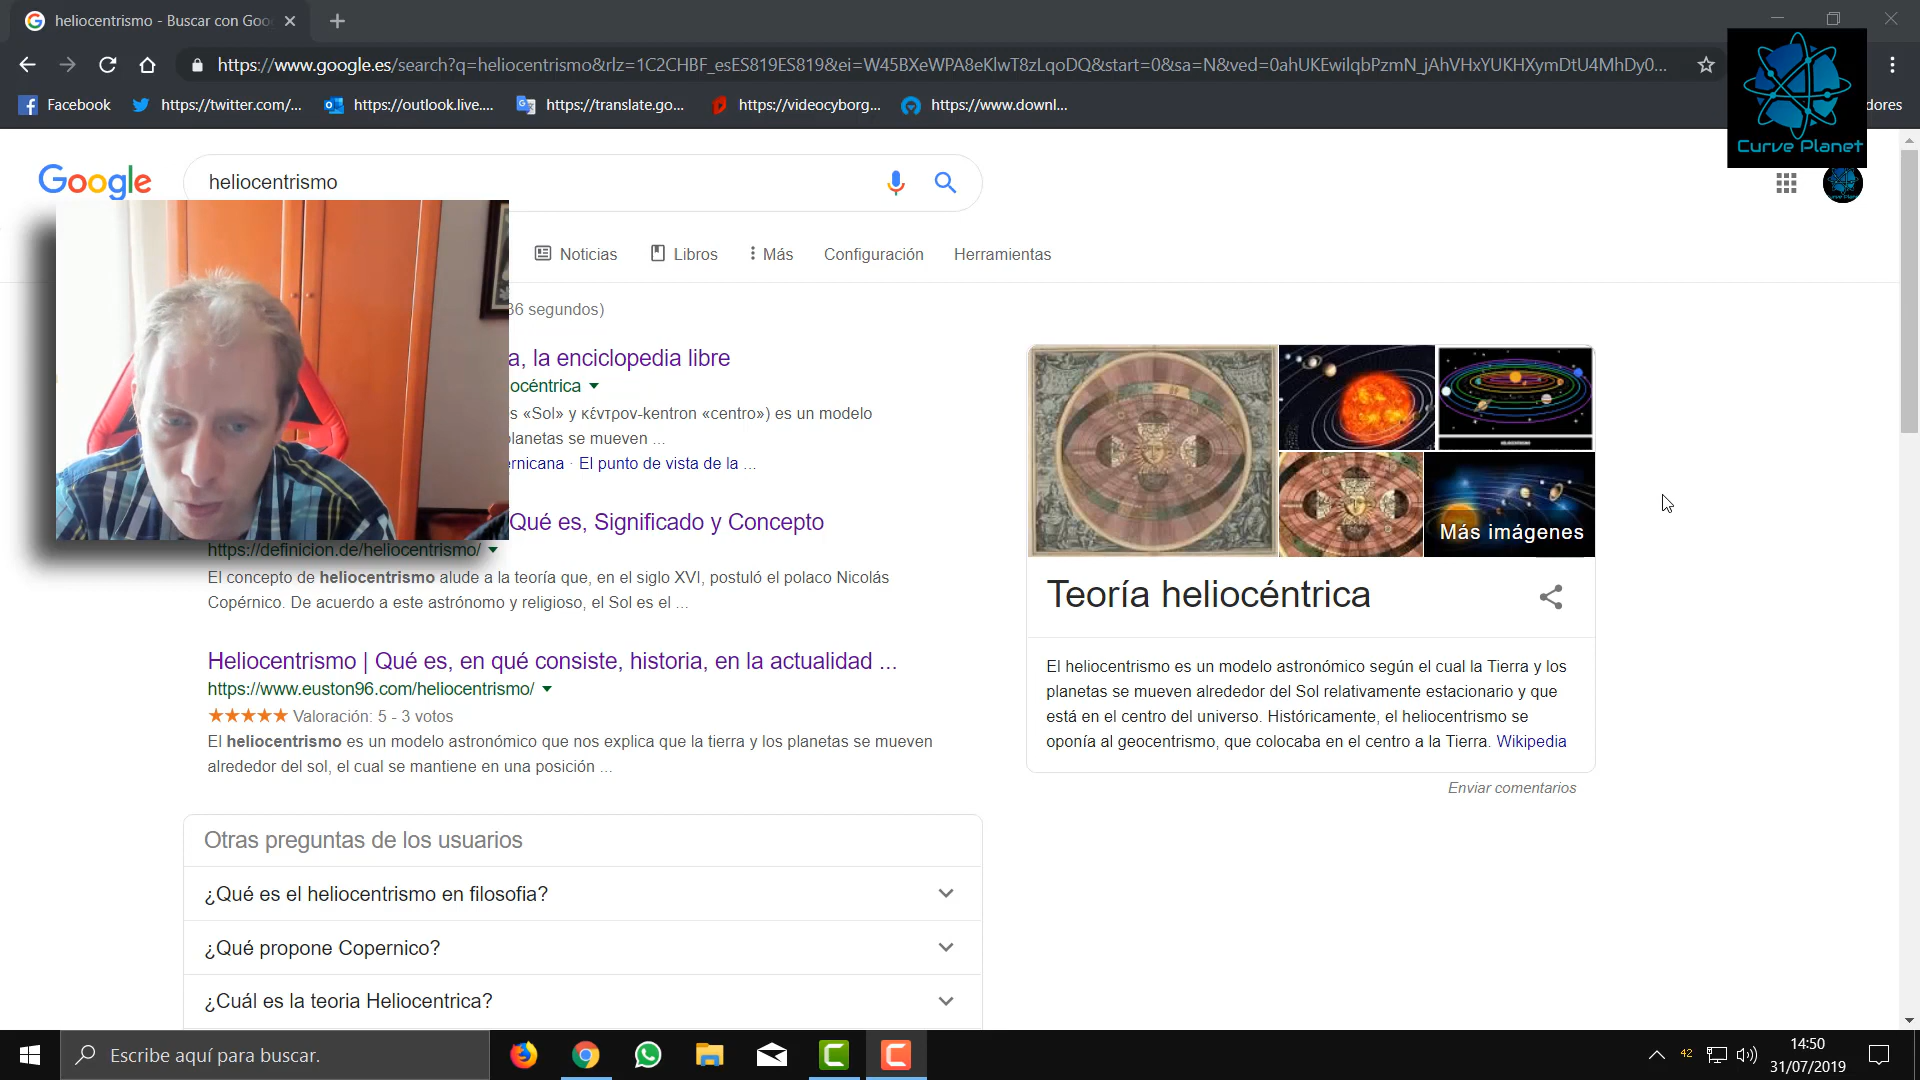 heliocentrismo - Buscar con Goo
https://www.google.es/search?q=heliocentrismo&rlz=1C2CHBF_esES819ES819&ei=W45BXeWPA8eKlwT8zLqoDQ&start=0&sa=N&ved=0ahUKEwilqbPzmN_jAhVHxYUKHXymDtU4MhDy0...
Facebook
https://twitter.com/...
https://outlook.live....
https://translate.go...
https://videocyborg...
https://www.downl...
dores
Curve Planet
Google
heliocentrismo
Noticias
Libros
Más
Configuración
Herramientas
36 segundos)
a, la enciclopedia libre
océntrica
s «Sol» y κέντρον-kentron «centro») es un modelo
planetas se mueven ...
ernicana · El punto de vista de la ...
Qué es, Significado y Concepto
https://definicion.de/heliocentrismo/
El concepto de heliocentrismo alude a la teoría que, en el siglo XVI, postuló el polaco Nicolás
Copérnico. De acuerdo a este astrónomo y religioso, el Sol es el ...
Heliocentrismo | Qué es, en qué consiste, historia, en la actualidad ...
https://www.euston96.com/heliocentrismo/
Valoración: 5 - 3 votos
El heliocentrismo es un modelo astronómico que nos explica que la tierra y los planetas se mueven
alrededor del sol, el cual se mantiene en una posición ...
Otras preguntas de los usuarios
¿Qué es el heliocentrismo en filosofia?
¿Qué propone Copernico?
¿Cuál es la teoria Heliocentrica?
Más imágenes
Teoría heliocéntrica
El heliocentrismo es un modelo astronómico según el cual la Tierra y los
planetas se mueven alrededor del Sol relativamente estacionario y que
está en el centro del universo. Históricamente, el heliocentrismo se
oponía al geocentrismo, que colocaba en el centro a la Tierra. Wikipedia
Enviar comentarios
Escribe aquí para buscar.
42
14:50
31/07/2019